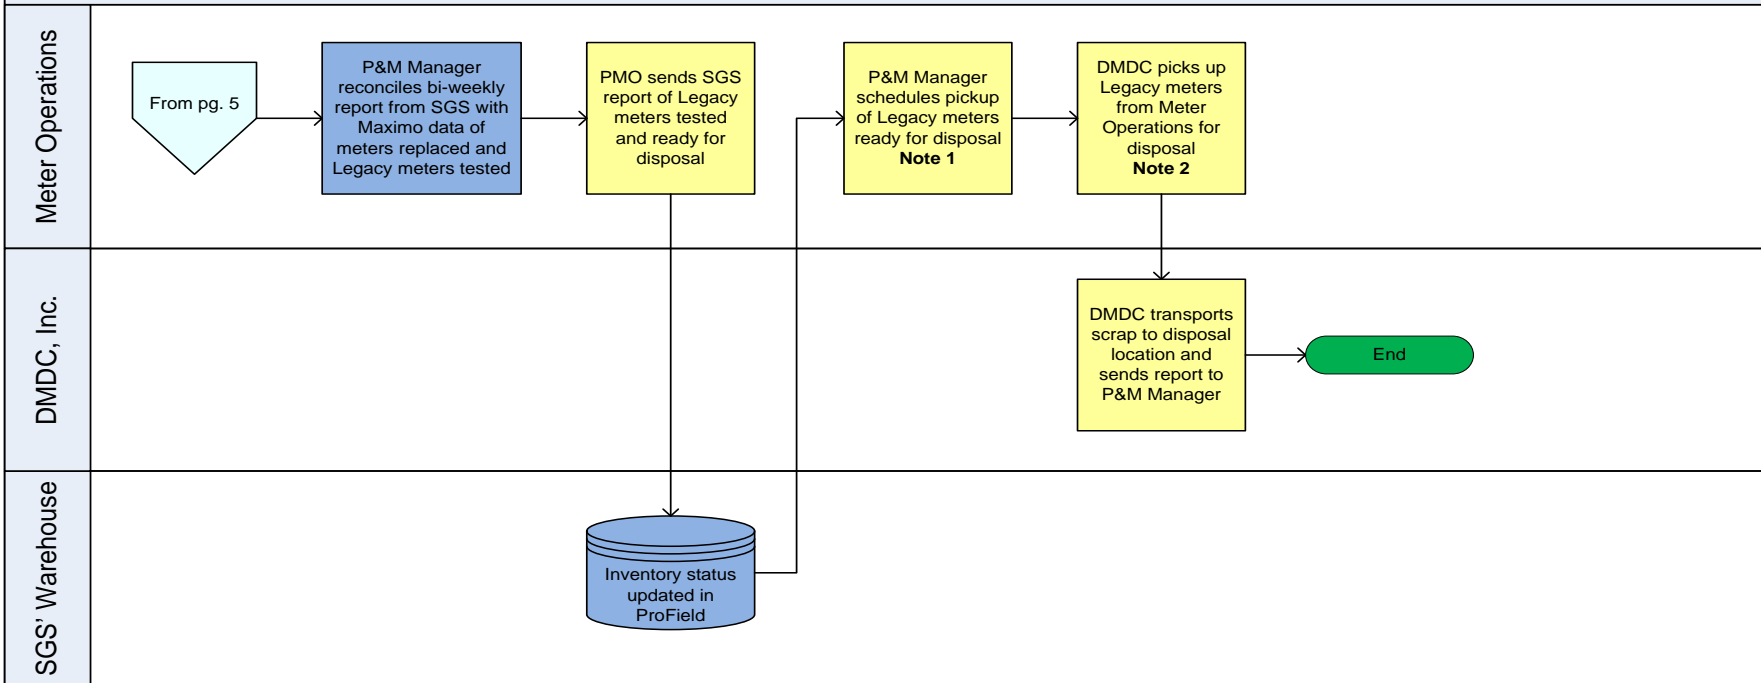 Meter Operations
From pg. 5
P&M Manager
reconciles bi-weekly
report from SGS with
Maximo data of
meters replaced and
Legacy meters tested
PMO sends SGS
report of Legacy
meters tested
and ready for
disposal
P&M Manager
schedules pickup
of Legacy meters
ready for disposal
Note 1
DMDC picks up
Legacy meters
from Meter
Operations for
disposal
Note 2
DMDC, Inc.
DMDC transports
scrap to disposal
location and
sends report to
P&M Manager
End
SGS' Warehouse
Inventory status
updated in
ProField